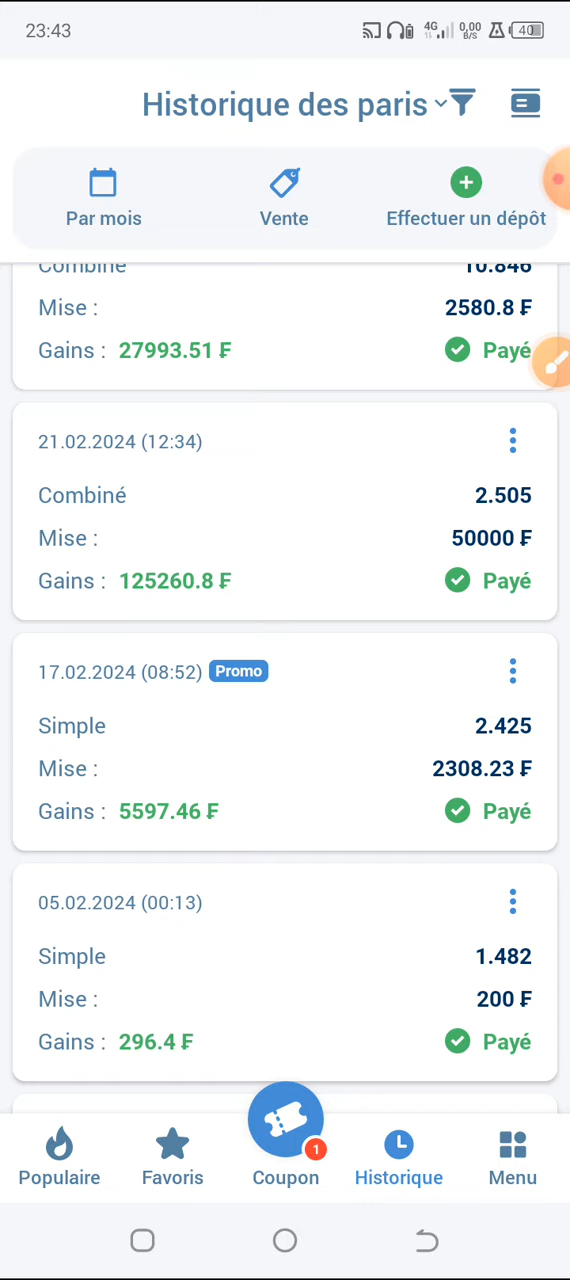 23:43
4G 0,00 B/S 40
Historique des paris
Par mois Vente Effectuer un dépôt
Combiné 10.846
Mise : 2580.8 ₣
Gains : 27993.51 ₣ Payé
21.02.2024 (12:34)
Combiné 2.505
Mise : 50000 ₣
Gains : 125260.8 ₣ Payé
17.02.2024 (08:52) Promo
Simple 2.425
Mise : 2308.23 ₣
Gains : 5597.46 ₣ Payé
05.02.2024 (00:13)
Simple 1.482
Mise : 200 ₣
Gains : 296.4 ₣ Payé
1
Populaire Favoris Coupon Historique Menu